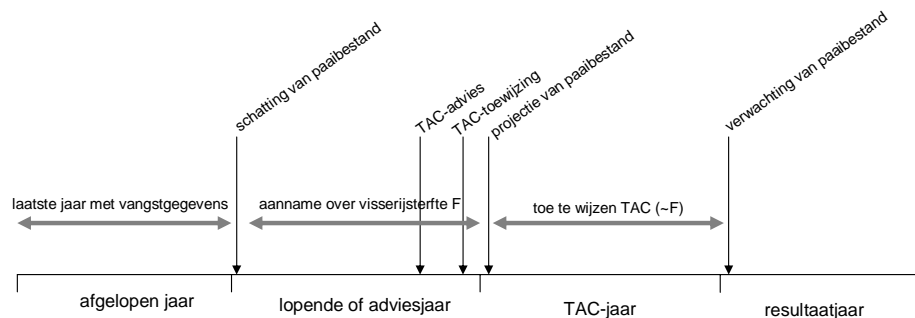 schatting van paaibestand
TAC-advies
TAC-toewijzing
projectie van paaibestand
verwachting van paaibestand
laatste jaar met vangstgegevens
aanname over visserijsterfte F
toe te wijzen TAC (~F)
afgelopen jaar
lopende of adviesjaar
TAC-jaar
resultaatjaar